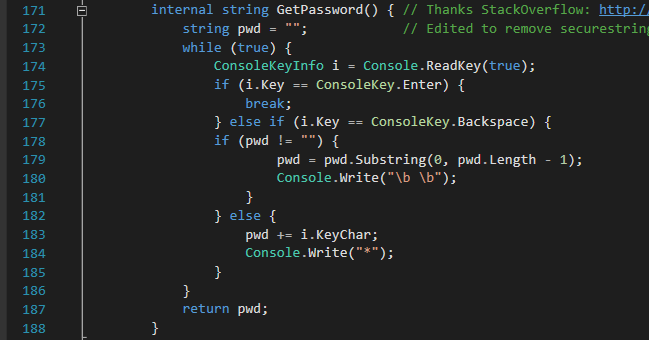 171 internal string GetPassword() { // Thanks StackOverflow: http:/
172 string pwd = ""; // Edited to remove securestring
173 while (true) {
174 ConsoleKeyInfo i = Console.ReadKey(true);
175 if (i.Key == ConsoleKey.Enter) {
176 break;
177 } else if (i.Key == ConsoleKey.Backspace) {
178 if (pwd != "") {
179 pwd = pwd.Substring(0, pwd.Length - 1);
180 Console.Write("\b \b");
181 }
182 } else {
183 pwd += i.KeyChar;
184 Console.Write("*");
185 }
186 }
187 return pwd;
188 }